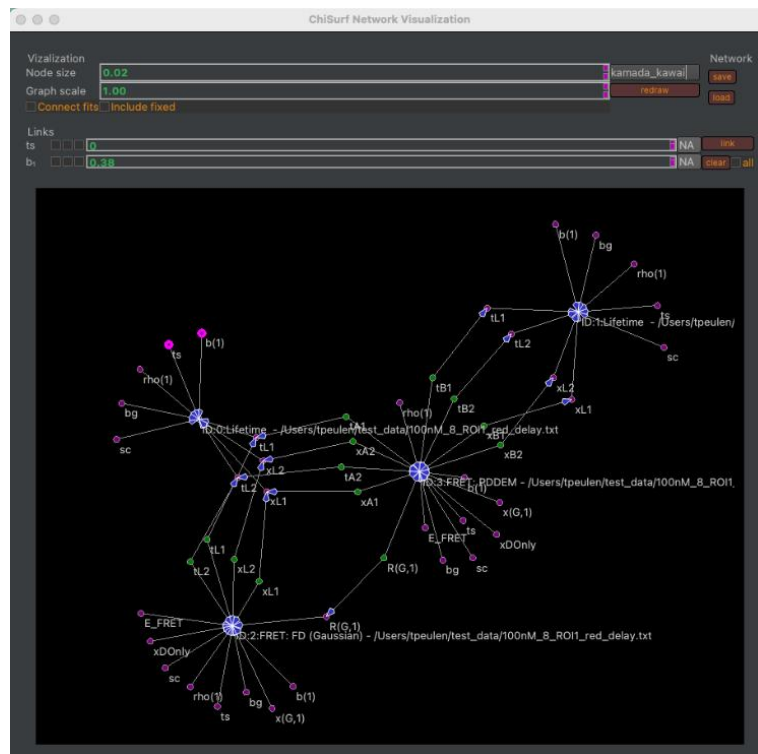 ChiSurf Network Visualization
Vizalization
Network
Node size 0.02 kamada_kawai save
Graph scale 1.00 redraw load
Connect fits Include fixed
Links
ts 0 NA link
b₁ 0.38 NA clear all
b(1)
bg
rho(1)
ts
sc
ID:1:Lifetime - /Users/tpeulen/
tL1
tL2
xL2
xL1
b(1)
ts
rho(1)
bg
sc
ID:0:Lifetime - /Users/tpeulen/test_data/100nM_8_ROI1_red_delay.txt
tB1
tB2
xB1
xB2
rho(1)
tA1
xA2
tA2
xA1
tL1
xL2
tL2
xL1
ID:3:FRET: PDDEM - /Users/tpeulen/test_data/100nM_8_ROI1_
b(1)
x(G,1)
ts
xDOnly
E_FRET
sc
bg
R(G,1)
tL1
tL2
xL2
xL1
R(G,1)
E_FRET
ID:2:FRET: FD (Gaussian) - /Users/tpeulen/test_data/100nM_8_ROI1_red_delay.txt
xDOnly
sc
rho(1)
ts
bg
x(G,1)
b(1)